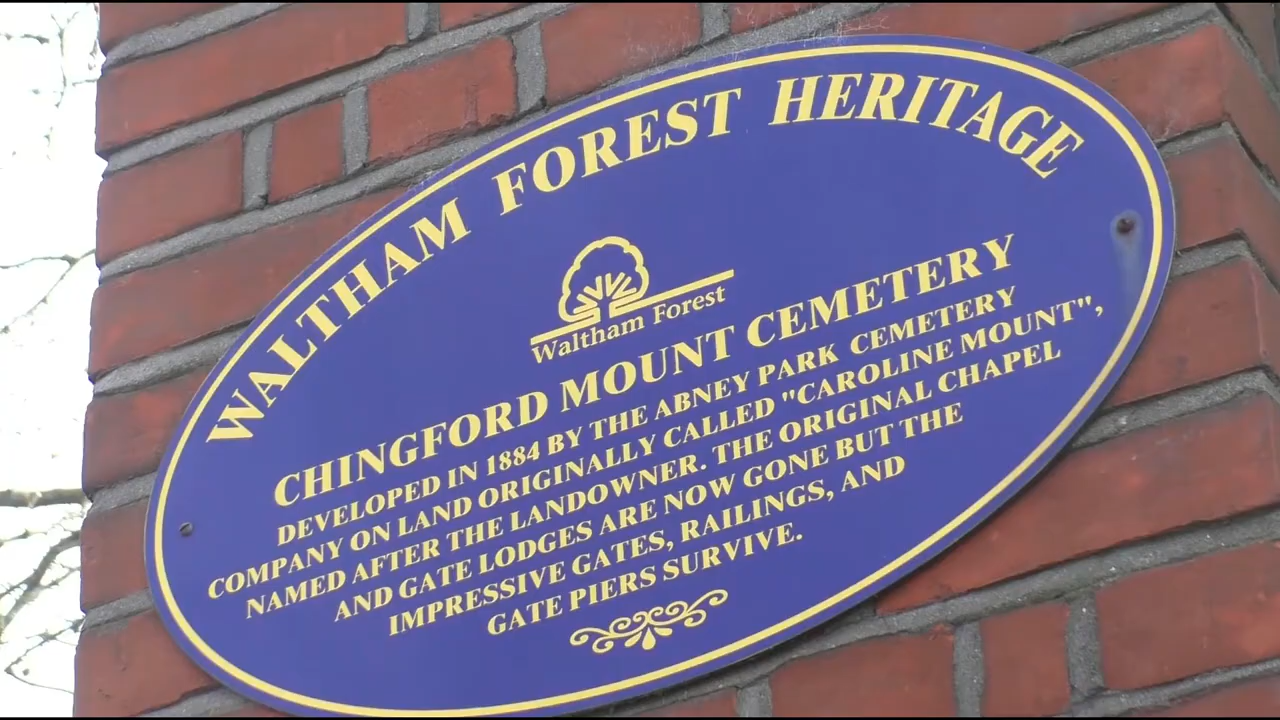 WALTHAM FOREST HERITAGE
Waltham Forest
CHINGFORD MOUNT CEMETERY
DEVELOPED IN 1884 BY THE ABNEY PARK CEMETERY
COMPANY ON LAND ORIGINALLY CALLED "CAROLINE MOUNT",
NAMED AFTER THE LANDOWNER. THE ORIGINAL CHAPEL
AND GATE LODGES ARE NOW GONE BUT THE
IMPRESSIVE GATES, RAILINGS, AND
GATE PIERS SURVIVE.